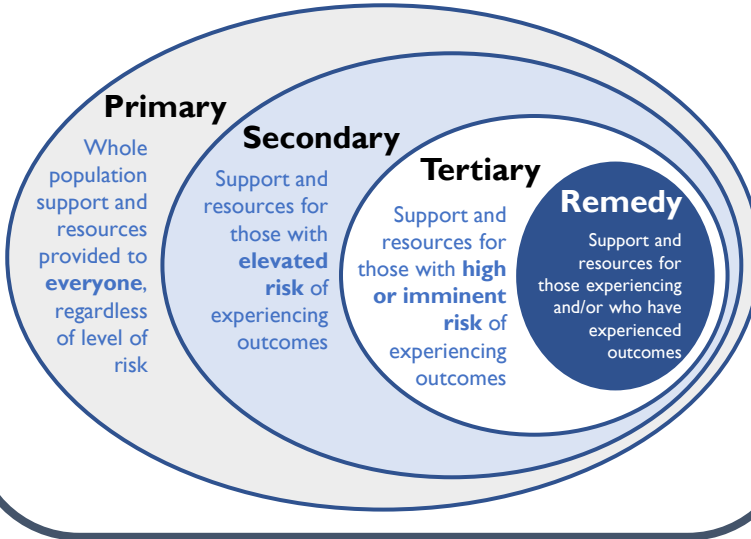 Primary
Whole
population
support and
resources
provided to
everyone,
regardless
of level of
risk
Secondary
Support and
resources for
those with
elevated
risk of
experiencing
outcomes
Tertiary
Support and
resources for
those with high
or imminent
risk of
experiencing
outcomes
Remedy
Support and
resources for
those experiencing
and/or who have
experienced
outcomes